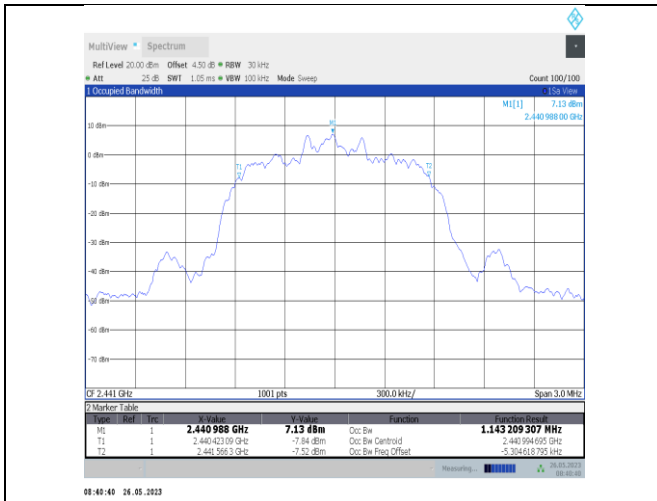 MultiView Spectrum
Ref Level 20.00 dBm Offset 4.50 dB RBW 30 kHz
Att 25 dB SWT 1.05 ms VBW 100 kHz Mode Sweep Count 100/100
1 Occupied Bandwidth 1Sa View
M1[1] 7.13 dBm
2.440 988 00 GHz
10 dBm
M1
0 dBm
T1 T2
-10 dBm
-20 dBm
-30 dBm
-40 dBm
-50 dBm
-60 dBm
-70 dBm
CF 2.441 GHz 1001 pts 300.0 kHz/ Span 3.0 MHz
2 Marker Table
Type Ref Trc X-Value Y-Value Function Function Result
M1 1 2.440 988 GHz 7.13 dBm Occ Bw 1.143 209 307 MHz
T1 1 2.440 423 09 GHz -7.84 dBm Occ Bw Centroid 2.440 994 695 GHz
T2 1 2.441 566 3 GHz -7.52 dBm Occ Bw Freq Offset -5.304 618 795 kHz
Measuring... 26.05.2023
08:40:40
08:40:40 26.05.2023